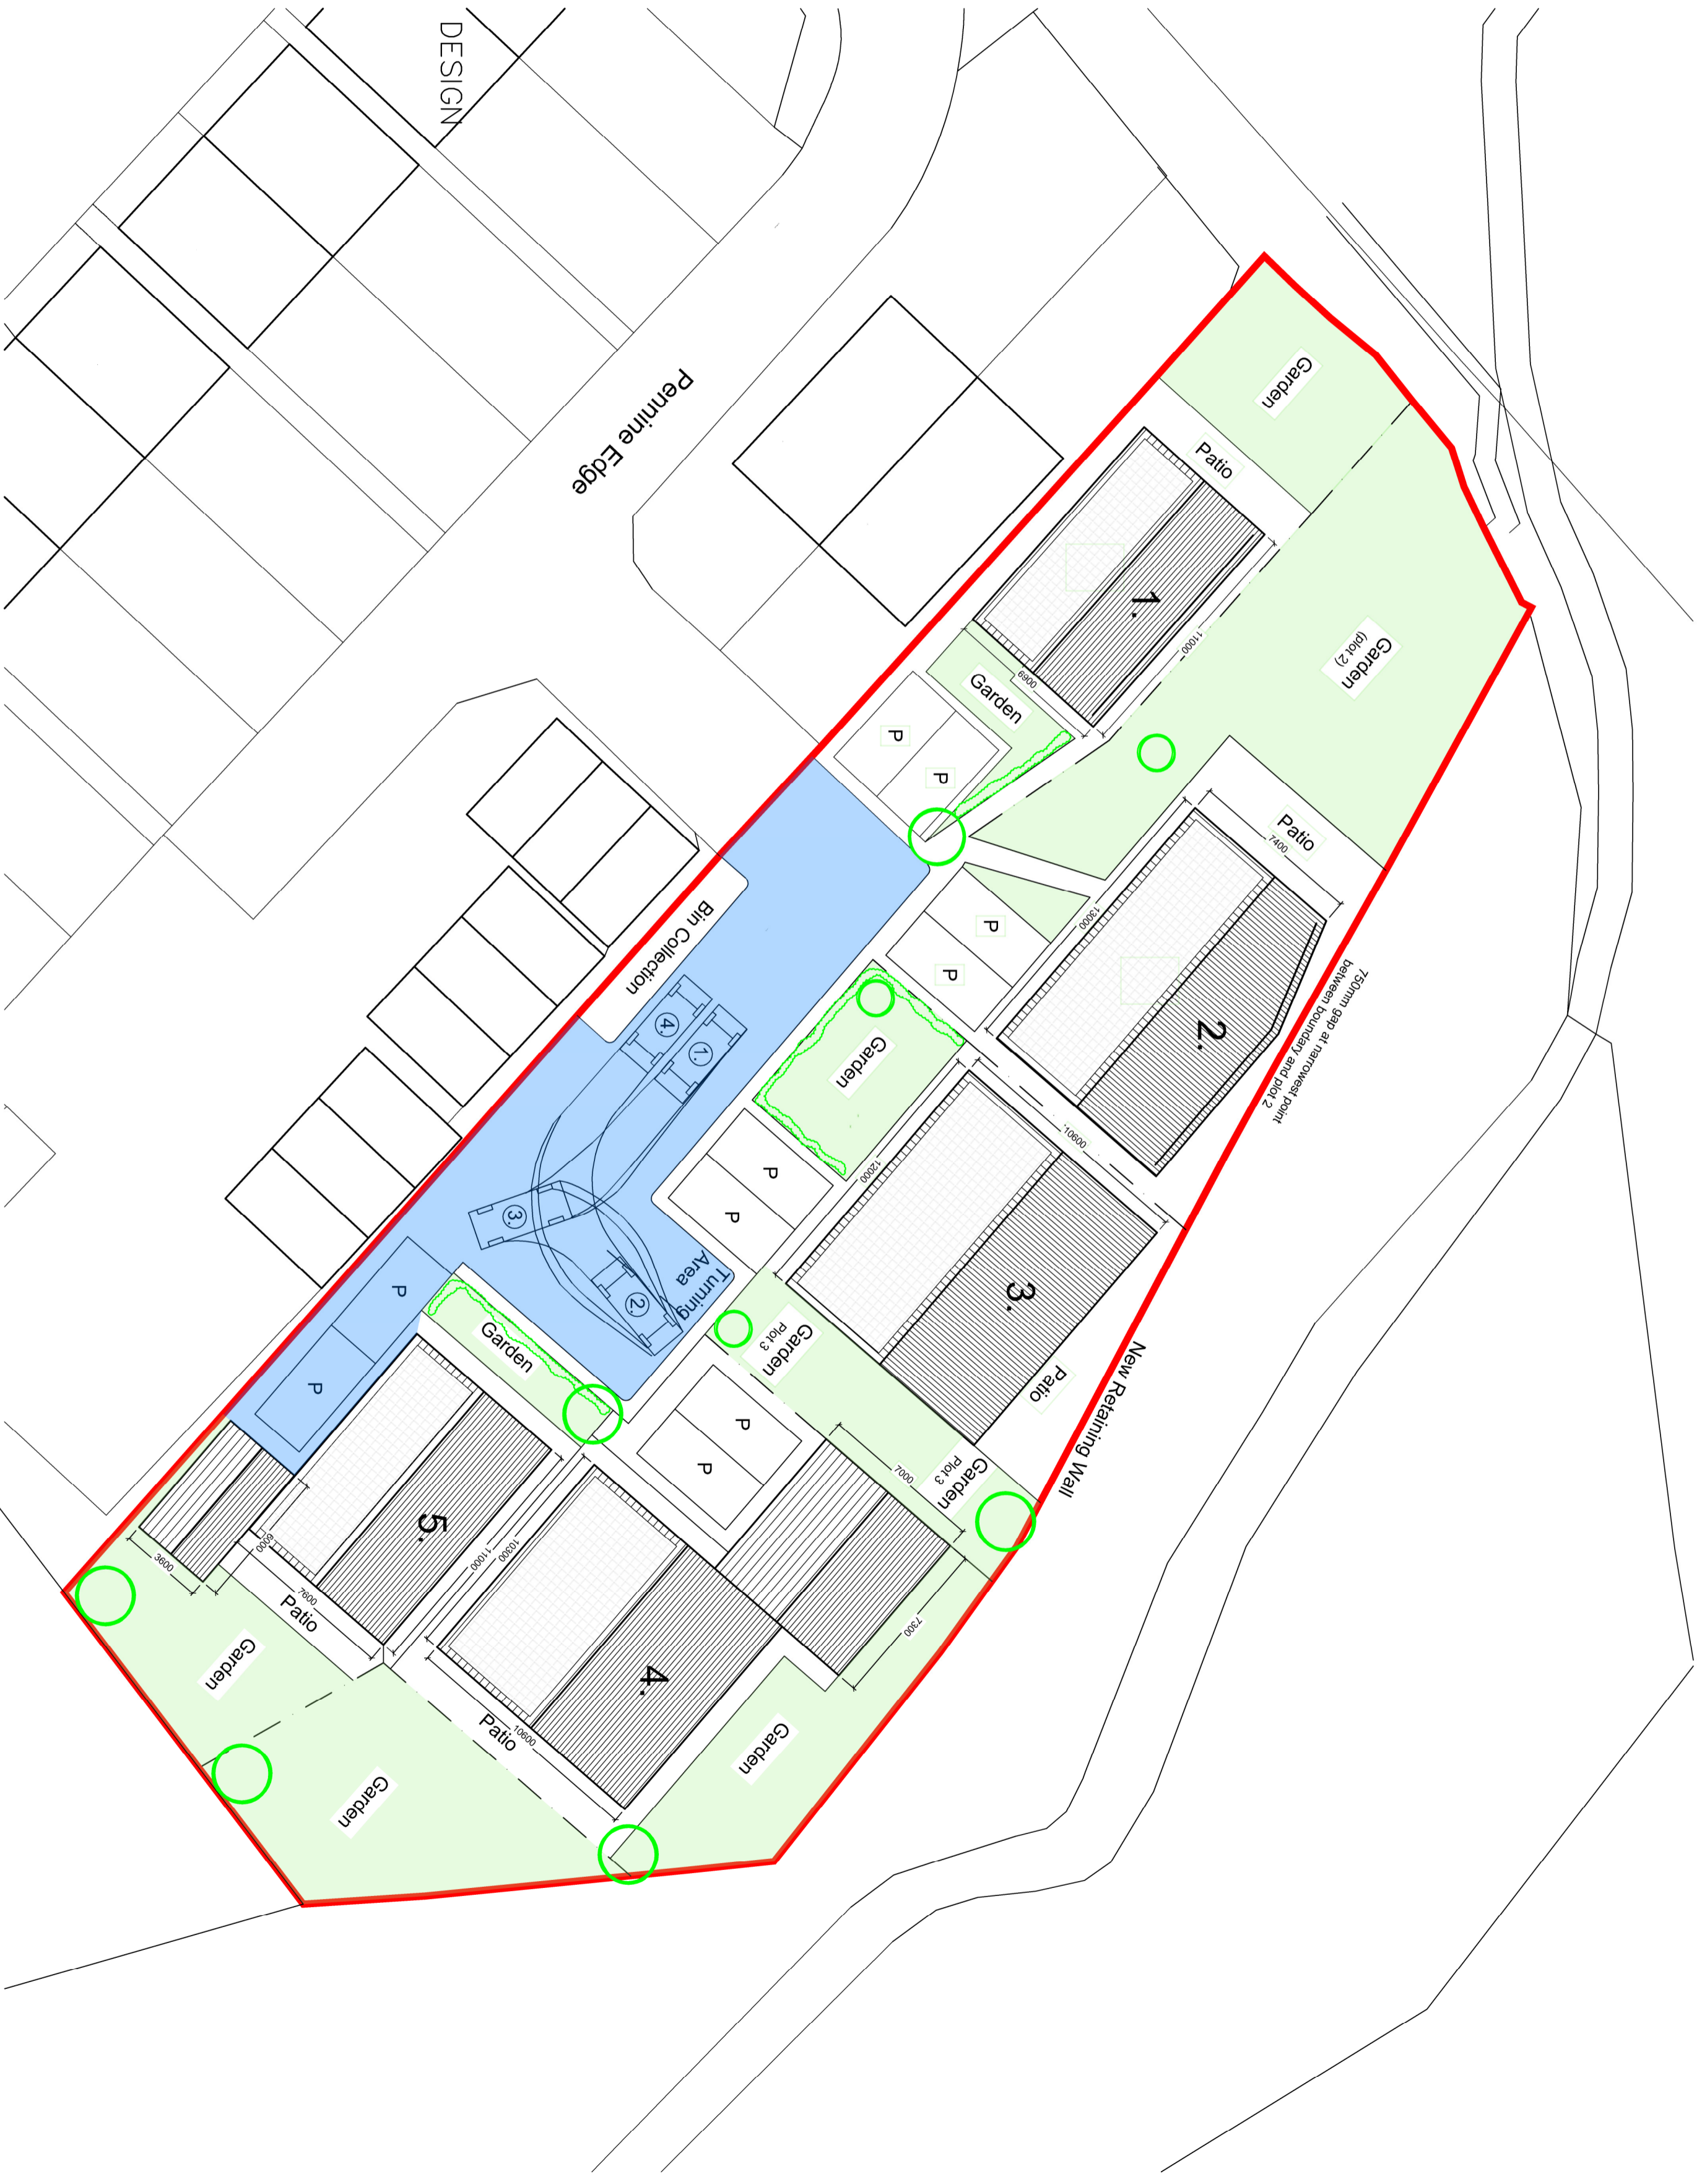 DESIGN
Pennine Edge
Garden
Patio
1.
11000
6900
Garden
P
P
Garden
(plot 2)
Patio
7400
13000
2.
750mm gap at narrowest point
between boundary and plot 2
P
P
Bin Collection
Garden
4.
1.
3.
2.
Turning
Area
10600
12000
3.
P
P
Garden
Plot 3
Patio
New Retaining Wall
Garden
Plot 3
P
P
7000
7300
P
P
Garden
5.
11000
10300
3600
7600
Patio
Garden
4.
10600
Patio
Garden
Garden